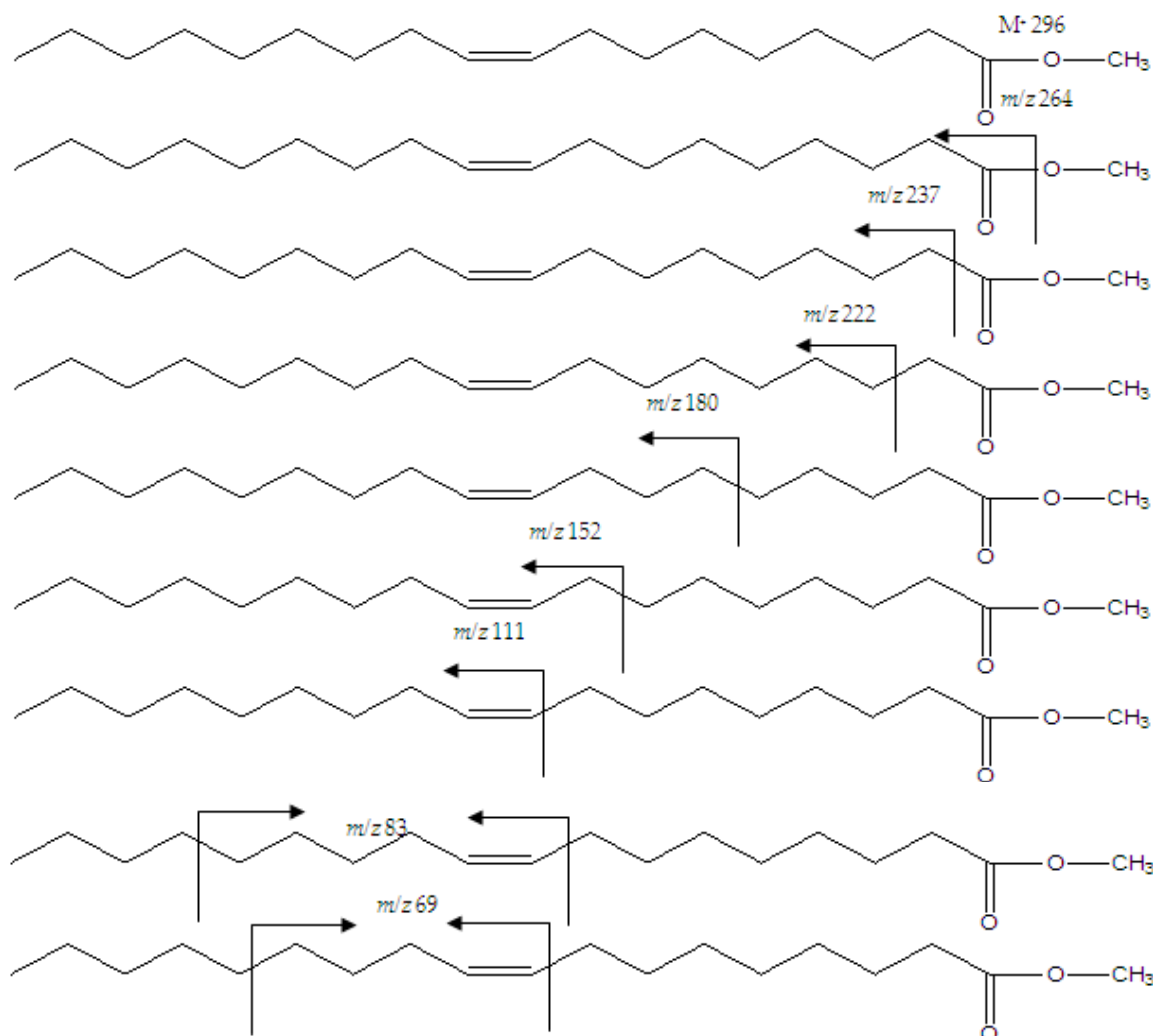 M⁺ 296
O CH₃
O
m/z 264
O CH₃
O
m/z 237
O CH₃
O
m/z 222
O CH₃
O
m/z 180
O CH₃
O
m/z 152
O CH₃
O
m/z 111
O CH₃
O
m/z 83
O CH₃
O
m/z 69
O CH₃
O